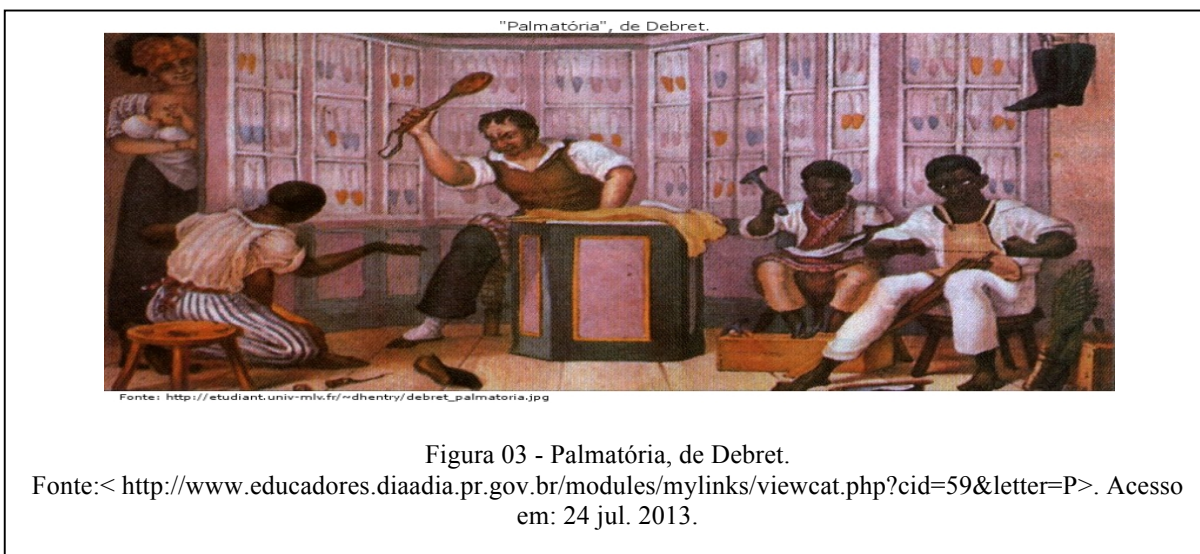 "Palmatória", de Debret.
Fonte: http://etudiant.univ-mlv.fr/~dhentry/debret_palmatoria.jpg
Figura 03 - Palmatória, de Debret.
Fonte:< http://www.educadores.diaadia.pr.gov.br/modules/mylinks/viewcat.php?cid=59&letter=P>. Acesso
em: 24 jul. 2013.